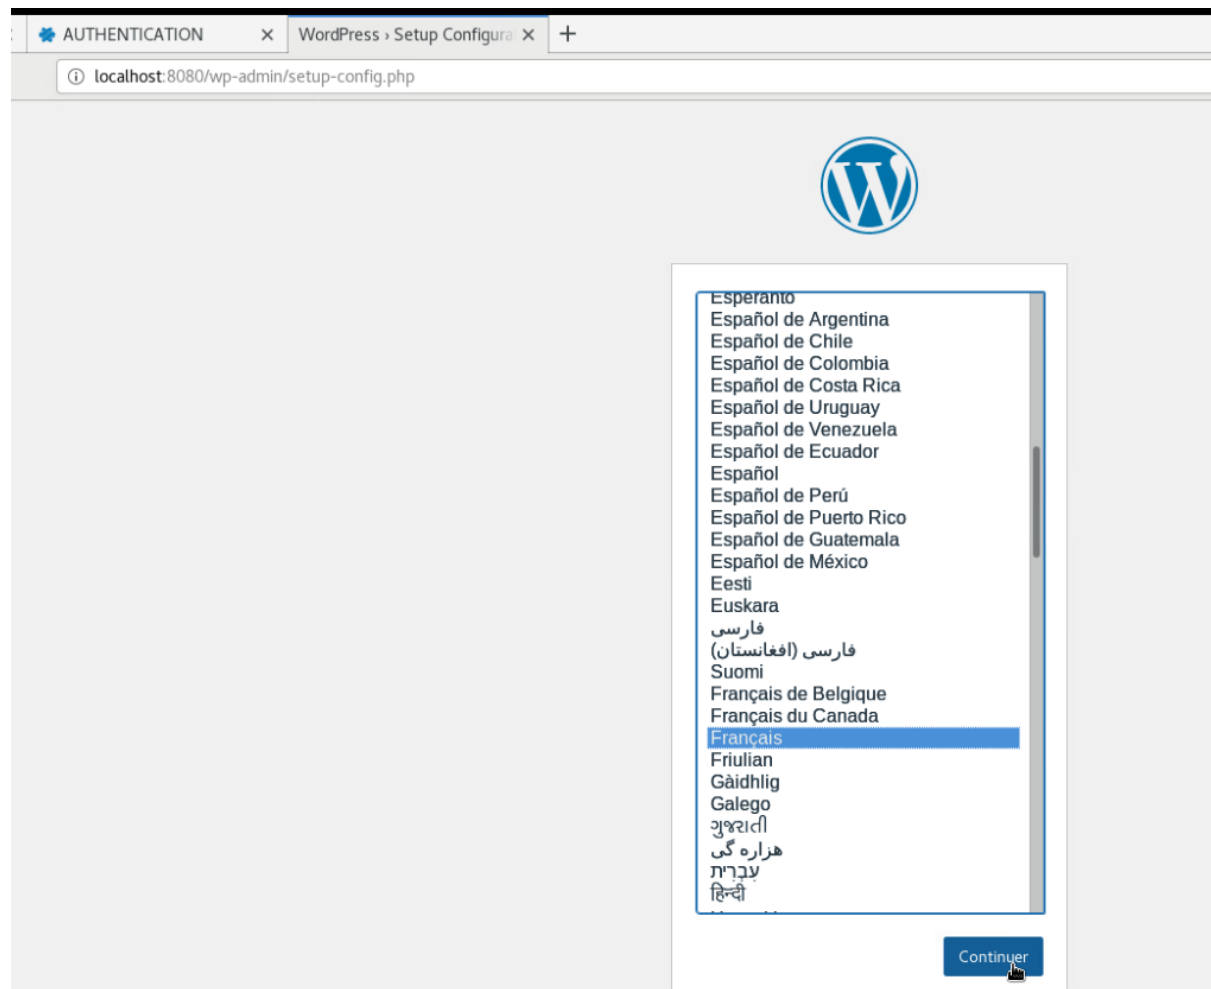 AUTHENTICATION
WordPress › Setup Configura
localhost:8080/wp-admin/setup-config.php
Esperanto
Español de Argentina
Español de Chile
Español de Colombia
Español de Costa Rica
Español de Uruguay
Español de Venezuela
Español de Ecuador
Español
Español de Perú
Español de Puerto Rico
Español de Guatemala
Español de México
Eesti
Euskara
فارسی
فارسی (افغانستان)
Suomi
Français de Belgique
Français du Canada
Français
Friulian
Gàidhlig
Galego
ગુજરાતી
هزاره گی
עִבְרִית
हिन्दी
Continuer